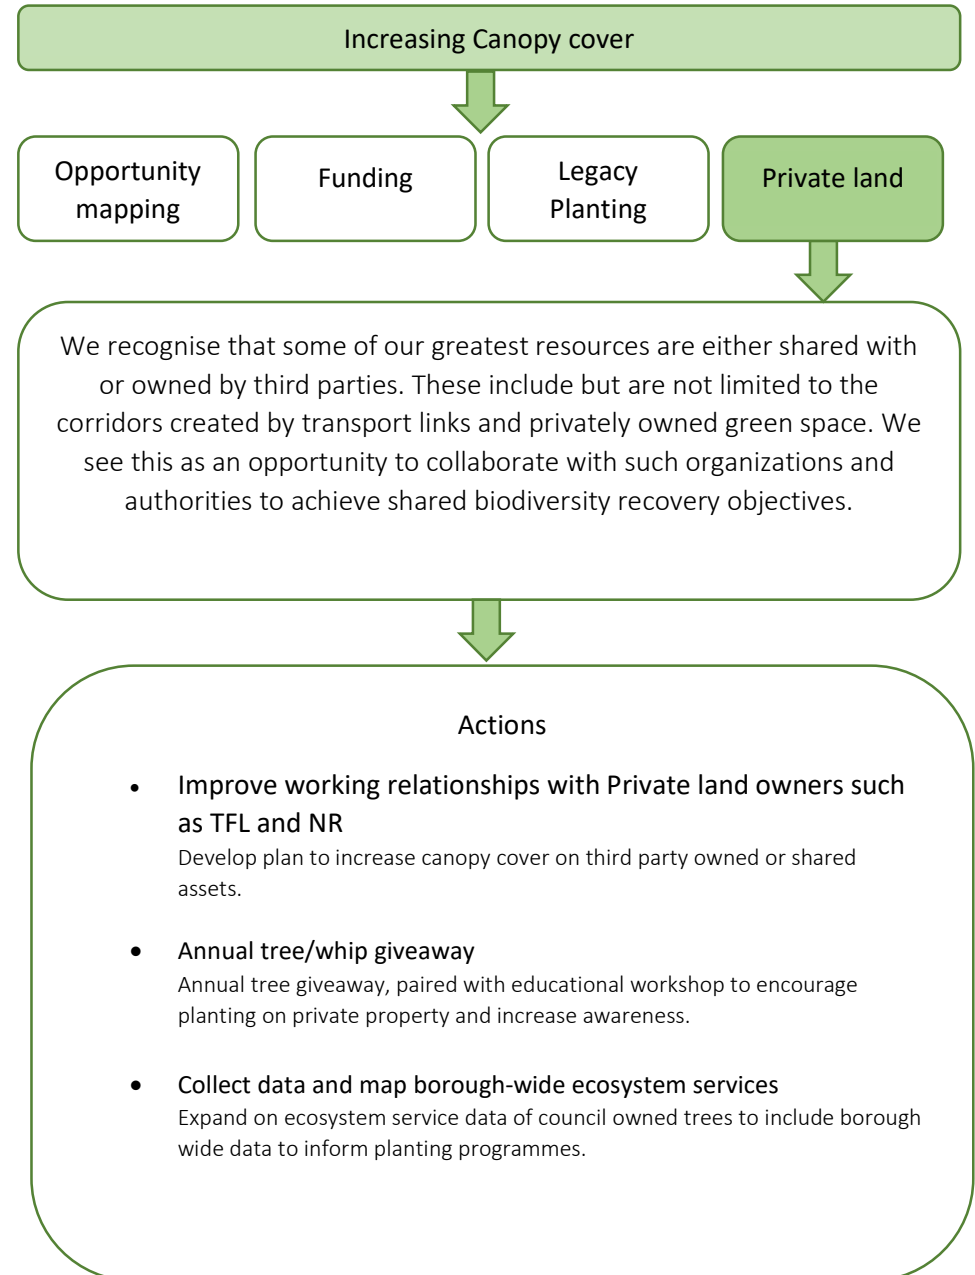 Increasing Canopy cover
Opportunity
mapping
Funding
Legacy
Planting
Private land
We recognise that some of our greatest resources are either shared with
or owned by third parties. These include but are not limited to the
corridors created by transport links and privately owned green space. We
see this as an opportunity to collaborate with such organizations and
authorities to achieve shared biodiversity recovery objectives.
Actions
• Improve working relationships with Private land owners such
as TFL and NR
Develop plan to increase canopy cover on third party owned or shared
assets.
• Annual tree/whip giveaway
Annual tree giveaway, paired with educational workshop to encourage
planting on private property and increase awareness.
• Collect data and map borough-wide ecosystem services
Expand on ecosystem service data of council owned trees to include borough
wide data to inform planting programmes.